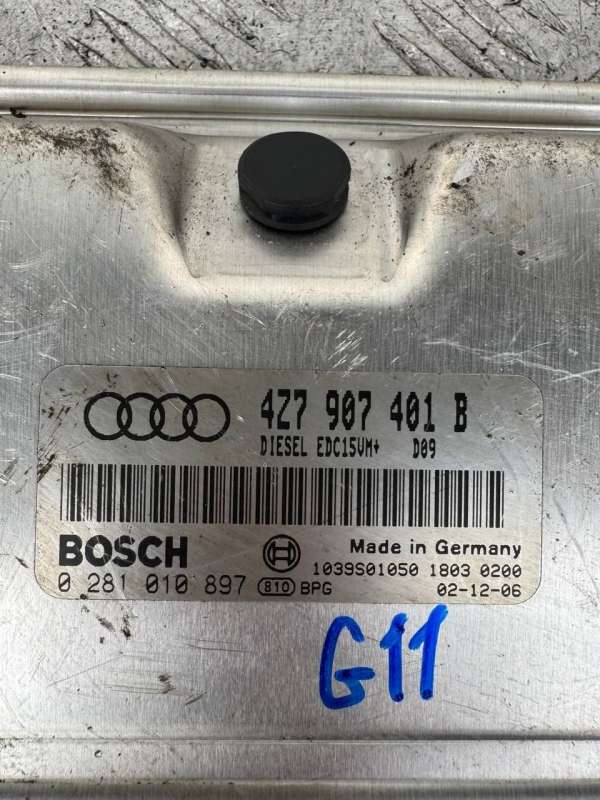 4Z7 907 401 B
DIESEL EDC15VM+ D09
BOSCH
Made in Germany
1039S01050 1803 0200
0 281 010 897 810 BPG 02-12-06
G11